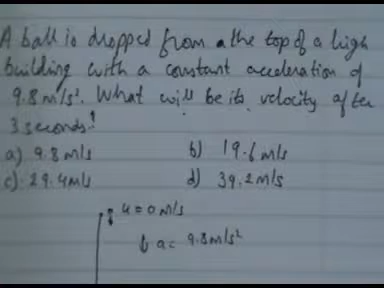 A ball is dropped from a the top of a high
building with a constant acceleration of
9.8 m/s². What will be its velocity after
3 seconds?
a) 9.8 m/s b) 19.6 m/s
c) 29.4 m/s d) 39.2 m/s
u = 0 m/s
a = 9.8 m/s²